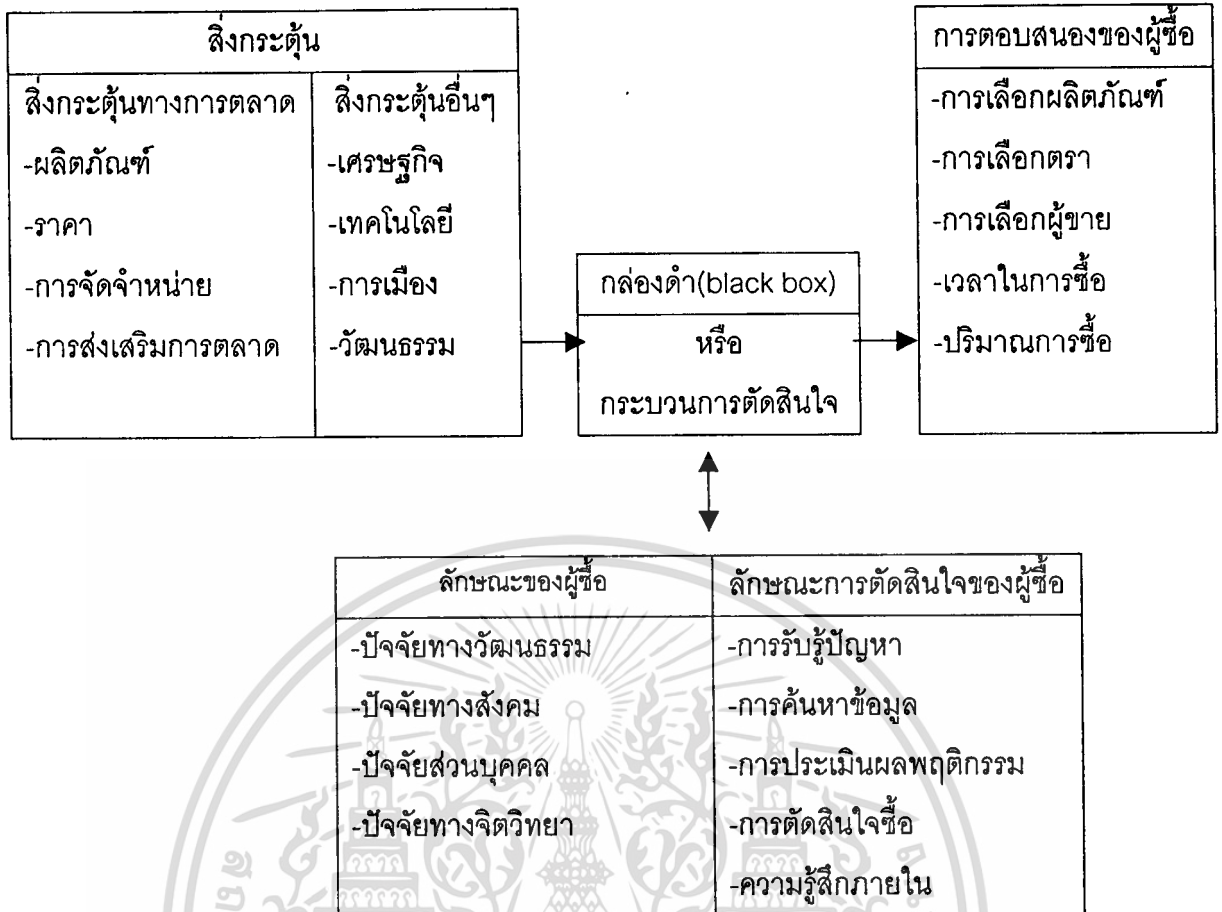 สิ่งกระตุ้น
สิ่งกระตุ้นทางการตลาด
-ผลิตภัณฑ์
-ราคา
-การจัดจำหน่าย
-การส่งเสริมการตลาด
สิ่งกระตุ้นอื่นๆ
-เศรษฐกิจ
-เทคโนโลยี
-การเมือง
-วัฒนธรรม
กล่องดำ(black box)
หรือ
กระบวนการตัดสินใจ
การตอบสนองของผู้ซื้อ
-การเลือกผลิตภัณฑ์
-การเลือกตรา
-การเลือกผู้ขาย
-เวลาในการซื้อ
-ปริมาณการซื้อ
ลักษณะของผู้ซื้อ
-ปัจจัยทางวัฒนธรรม
-ปัจจัยทางสังคม
-ปัจจัยส่วนบุคคล
-ปัจจัยทางจิตวิทยา
ลักษณะการตัดสินใจของผู้ซื้อ
-การรับรู้ปัญหา
-การค้นหาข้อมูล
-การประเมินผลพฤติกรรม
-การตัดสินใจซื้อ
-ความรู้สึกภายใน